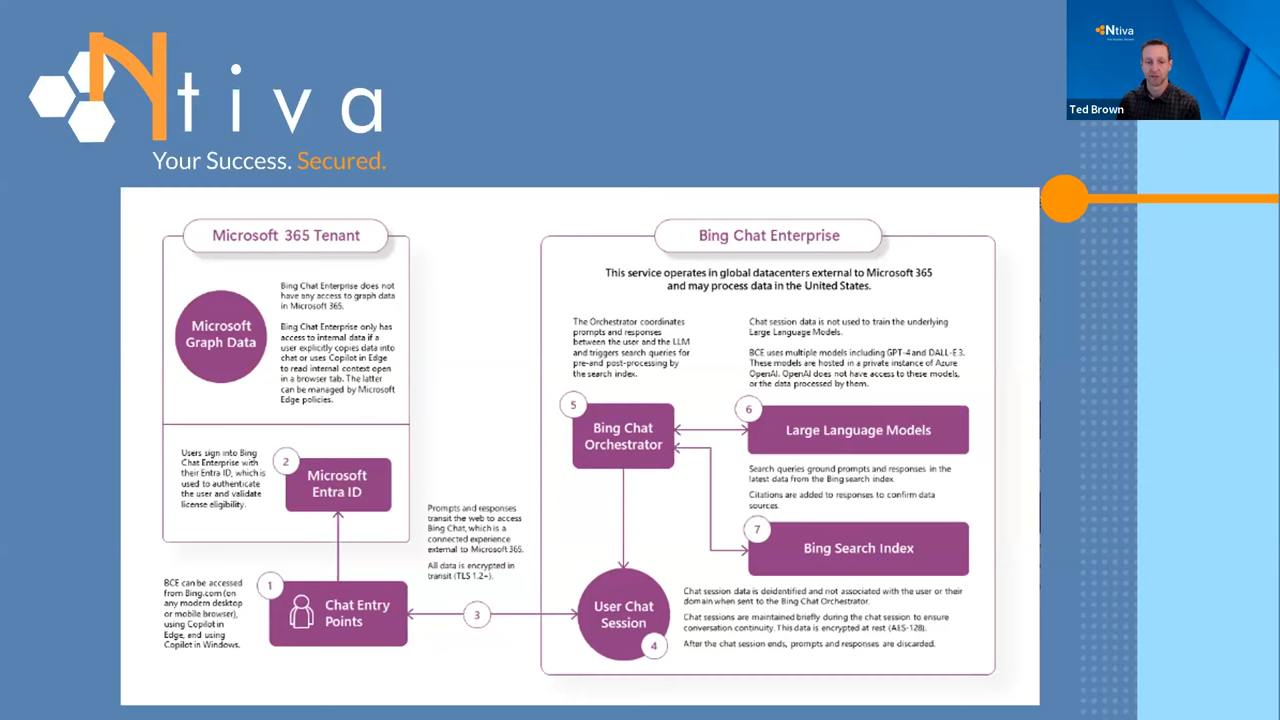 Ntiva
Your Success. Secured.
Ntiva
Ted Brown
Microsoft 365 Tenant
Microsoft
Graph Data
Bing Chat Enterprise does not
have any access to graph data
in Microsoft 365.
Bing Chat Enterprise only has
access to internal data if a
user explicitly copies data into
chat or uses Copilot in Edge
to read internal context open
in a browser tab. The latter
can be managed by Microsoft
Edge policies.
Users sign into Bing
Chat Enterprise with
their Entra ID, which is
used to authenticate
the user and validate
license eligibility.
2
Microsoft
Entra ID
BCE can be accessed
from Bing.com (on
any modern desktop
or mobile browser),
using Copilot in
Edge, and using
Copilot in Windows.
1
Chat Entry
Points
Prompts and responses
transit the web to access
Bing Chat, which is a
connected experience
external to Microsoft 365.
All data is encrypted in
transit (TLS 1.2+).
3
Bing Chat Enterprise
This service operates in global datacenters external to Microsoft 365
and may process data in the United States.
The Orchestrator coordinates
prompts and responses
between the user and the LLM
and triggers search queries for
pre-and post-processing by
the search index.
Chat session data is not used to train the underlying
Large Language Models.
BCE uses multiple models including GPT-4 and DALL-E3.
These models are hosted in a private instance of Azure
OpenAI. OpenAI does not have access to these models,
or the data processed by them.
5
Bing Chat
Orchestrator
6
Large Language Models
Search queries ground prompts and responses in the
latest data from the Bing search index.
Citations are added to responses to confirm data
sources.
7
Bing Search Index
User Chat
Session
4
Chat session data is deidentified and not associated with the user or their
domain when sent to the Bing Chat Orchestrator.
Chat sessions are maintained briefly during the chat session to ensure
conversation continuity. This data is encrypted at rest (AES-128).
After the chat session ends, prompts and responses are discarded.